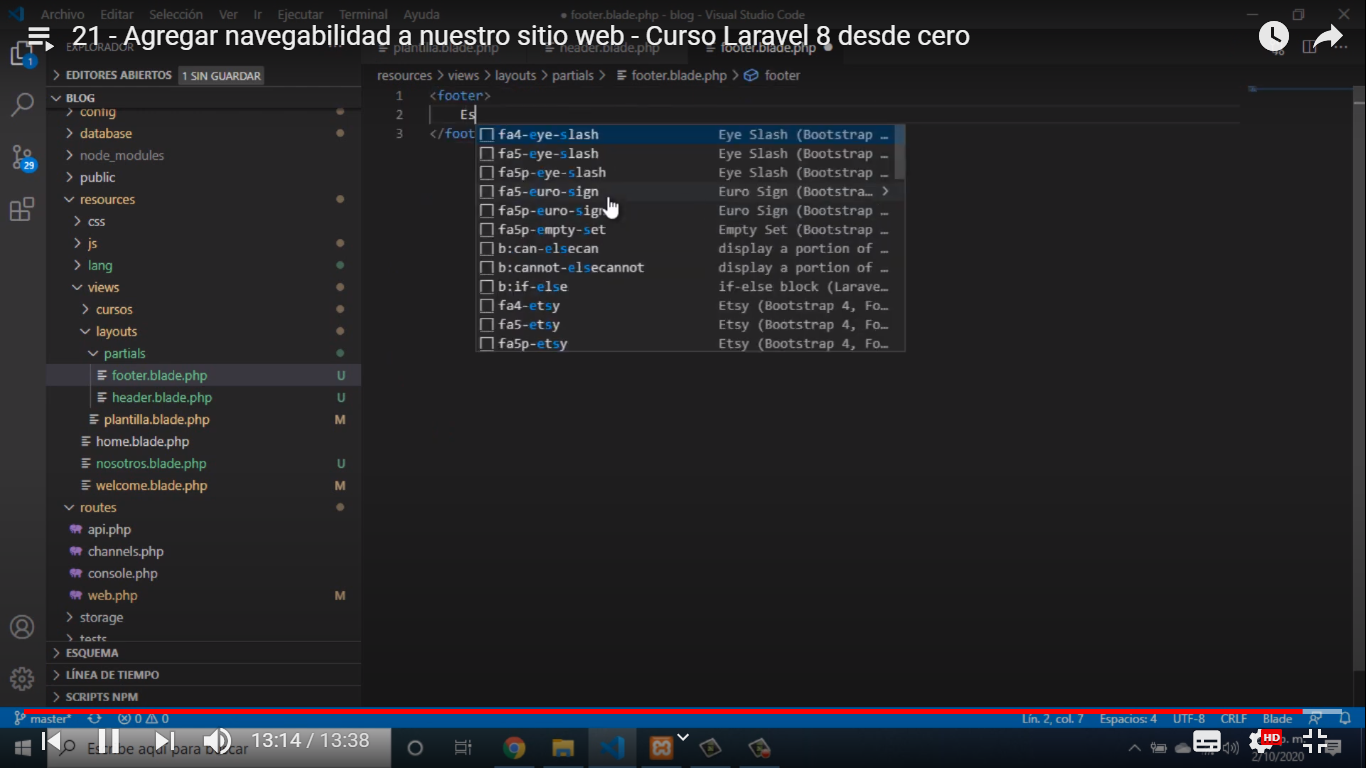 Archivo Editar Selección Ver Ir Ejecutar Terminal Ayuda
● footer.blade.php - blog - Visual Studio Code
21 - Agregar navegabilidad a nuestro sitio web - Curso Laravel 8 desde cero
EXPLORADOR
plantilla.blade.php
header.blade.php
footer.blade.php
1
EDITORES ABIERTOS 1 SIN GUARDAR
resources > views > layouts > partials > footer.blade.php > footer
BLOG
config
database
node_modules
public
resources
css
js
lang
views
cursos
layouts
partials
footer.blade.php U
header.blade.php U
plantilla.blade.php M
home.blade.php
nosotros.blade.php U
welcome.blade.php M
routes
api.php
channels.php
console.php
web.php M
storage
tests
ESQUEMA
LÍNEA DE TIEMPO
SCRIPTS NPM
29
1 <footer>
2 Es
3 </foot
fa4-eye-slash Eye Slash (Bootstrap …
fa5-eye-slash Eye Slash (Bootstrap …
fa5p-eye-slash Eye Slash (Bootstrap …
fa5-euro-sign Euro Sign (Bootstra… >
fa5p-euro-sign Euro Sign (Bootstrap …
fa5p-empty-set Empty Set (Bootstrap …
b:can-elsecan display a portion of …
b:cannot-elsecannot display a portion of …
b:if-else if-else block (Larave…
fa4-etsy Etsy (Bootstrap 4, Fo…
fa5-etsy Etsy (Bootstrap 4, Fo…
fa5p-etsy Etsy (Bootstrap 4, Fo…
master* 0 0
Lín. 2, col. 7 Espacios: 4 UTF-8 CRLF Blade
Escribe aquí para buscar
13:14 / 13:38
HD
2/10/2020